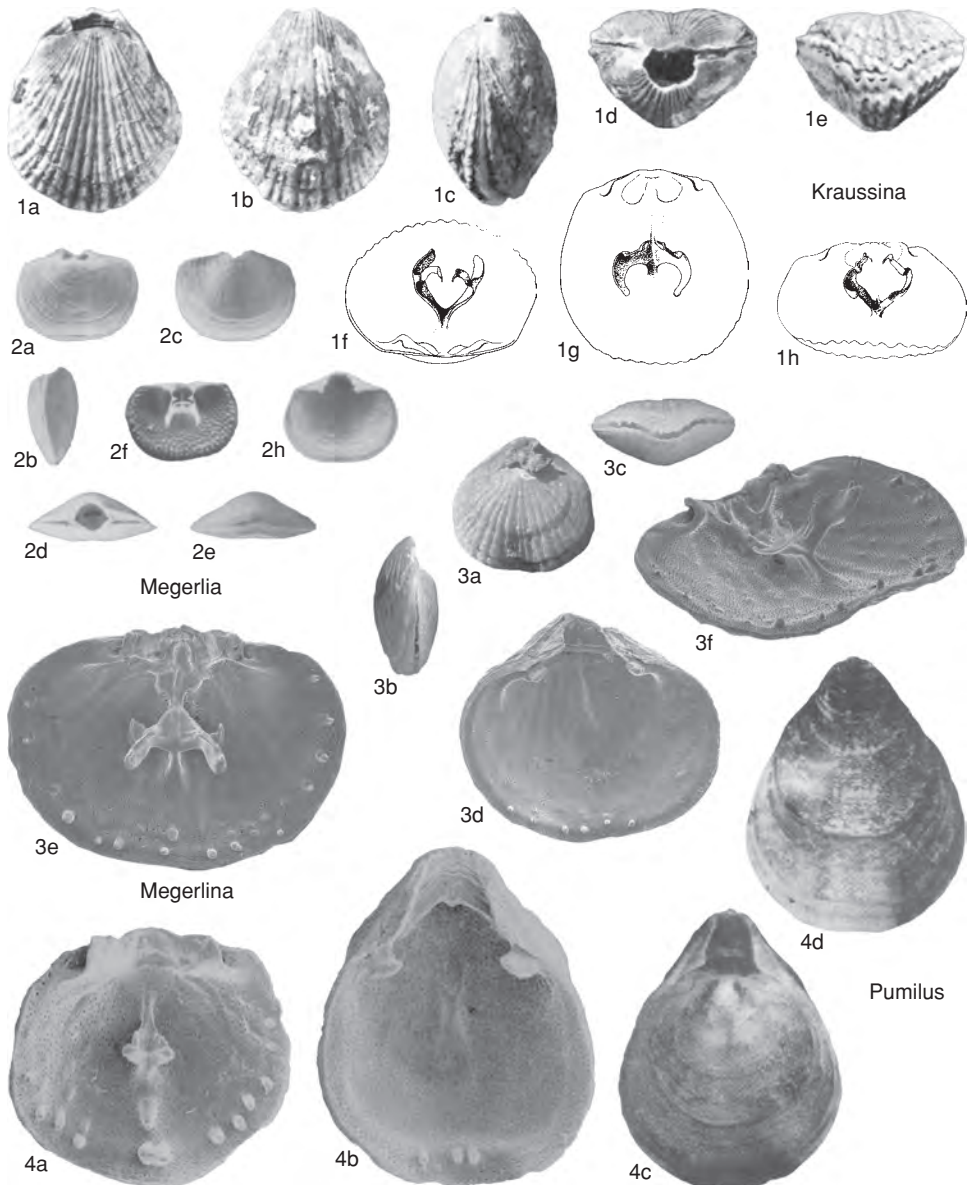 1a
1b
1c
1d
1e
Kraussina
1f
1g
1h
2a
2c
2b
2f
2h
3c
2d
2e
3a
3f
Megerlia
3b
3d
3e
Megerlina
4d
4a
4b
4c
Pumilus